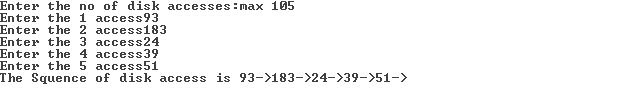 Enter the no of disk accesses:max 105
Enter the 1 access93
Enter the 2 access183
Enter the 3 access24
Enter the 4 access39
Enter the 5 access51
The Squence of disk access is 93->183->24->39->51->